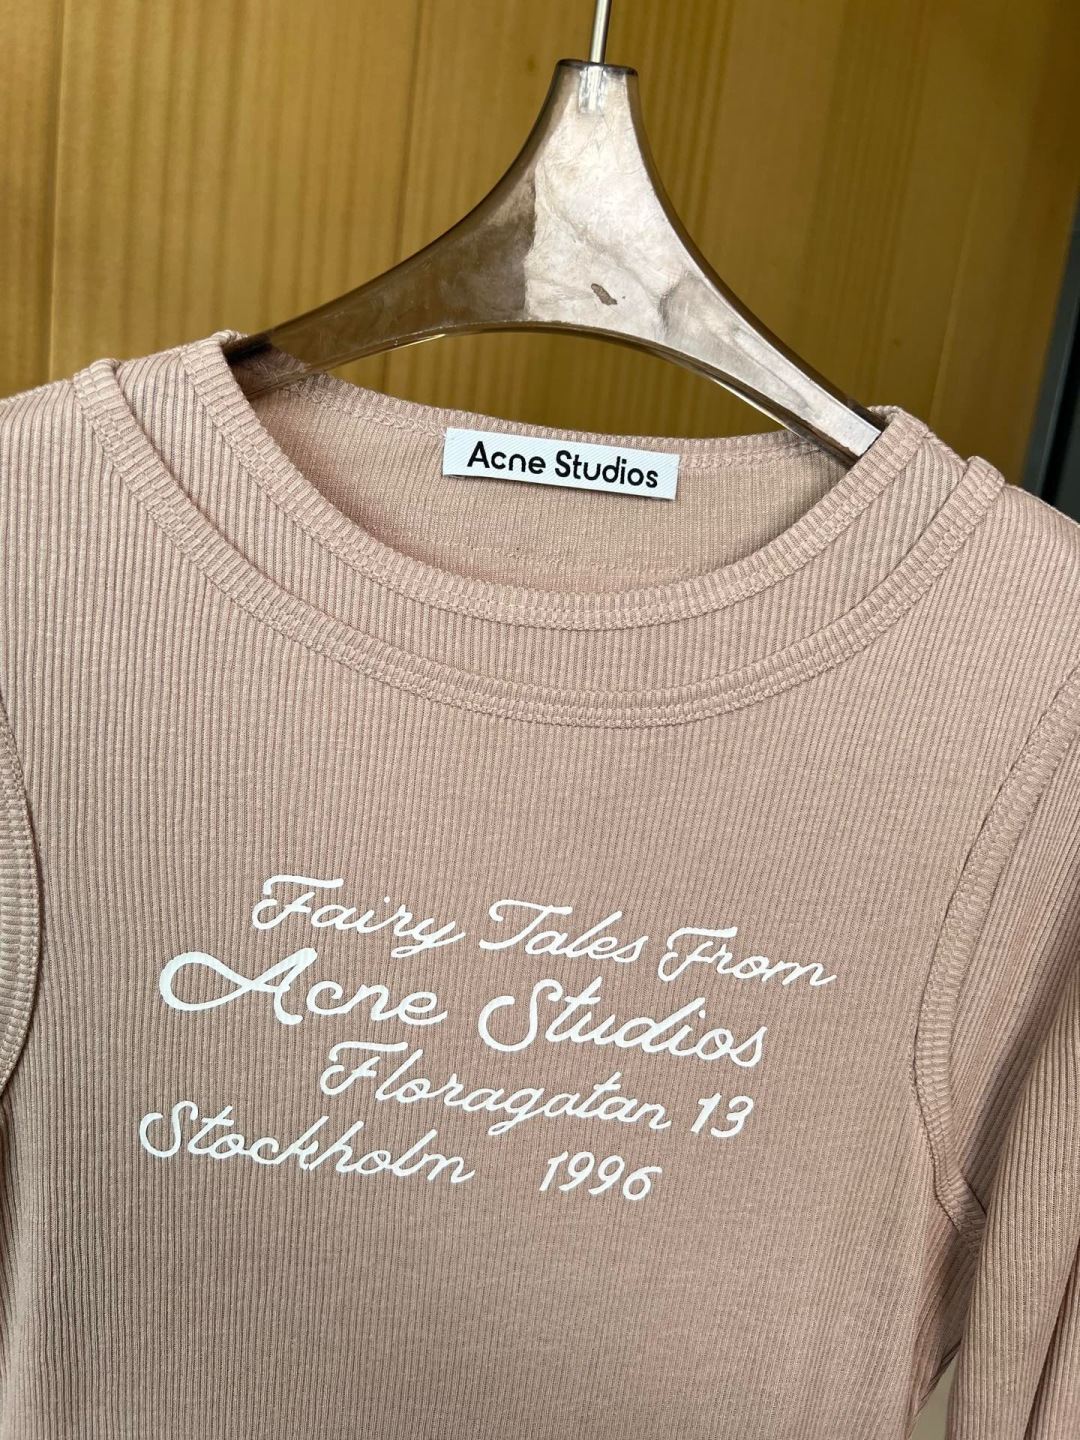 Acne Studios
Fairy Tales From
Acne Studios
Floragatan 13
Stockholm 1996